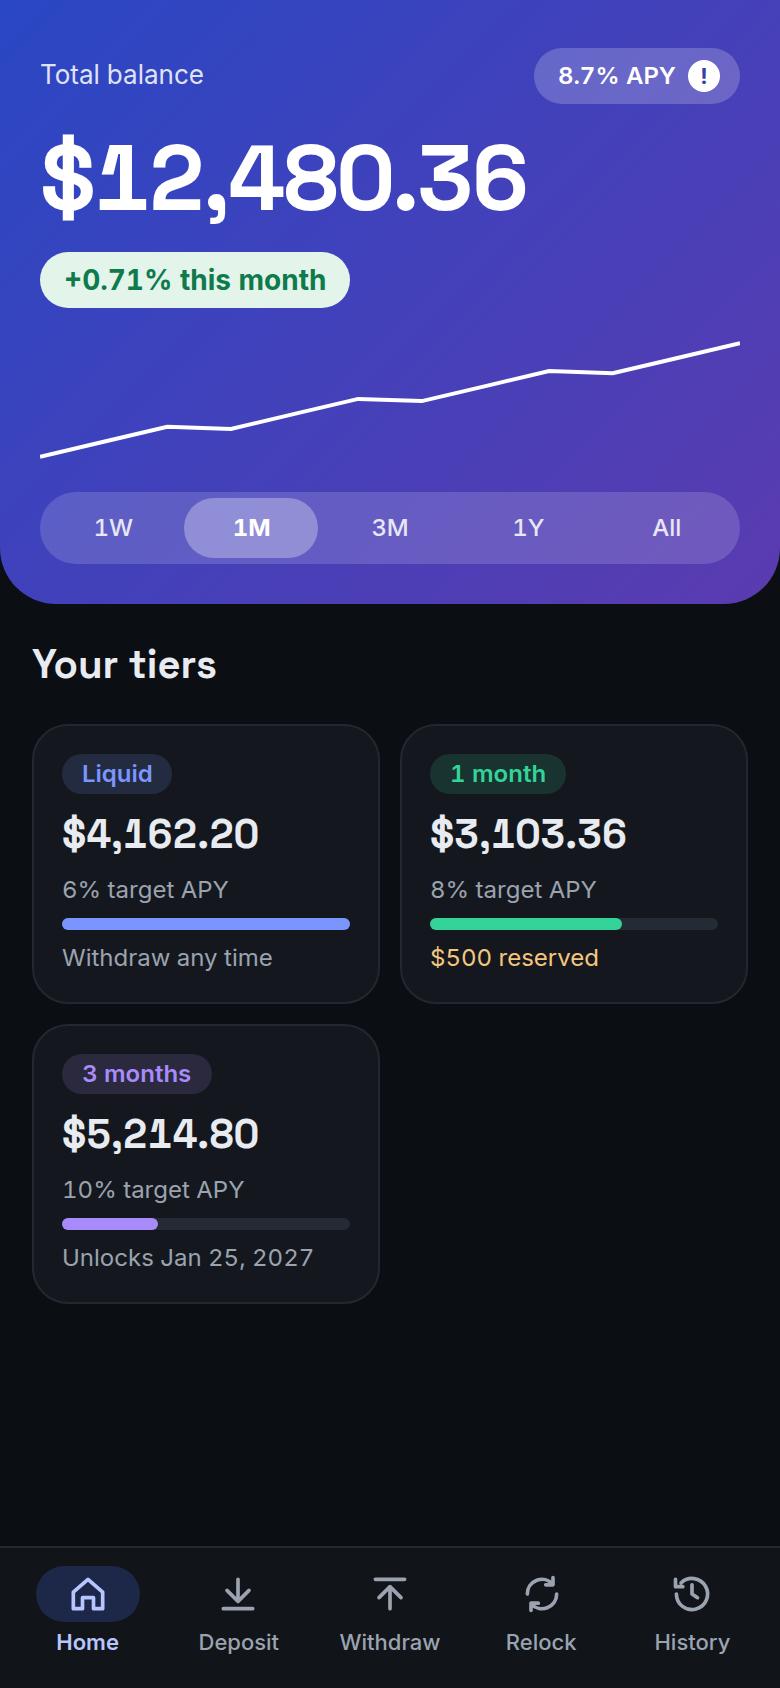 Total balance
8.7% APY !
$12,480.36
+0.71% this month
1W 1M 3M 1Y All
Your tiers
Liquid
$4,162.20
6% target APY
Withdraw any time
1 month
$3,103.36
8% target APY
$500 reserved
3 months
$5,214.80
10% target APY
Unlocks Jan 25, 2027
Home Deposit Withdraw Relock History